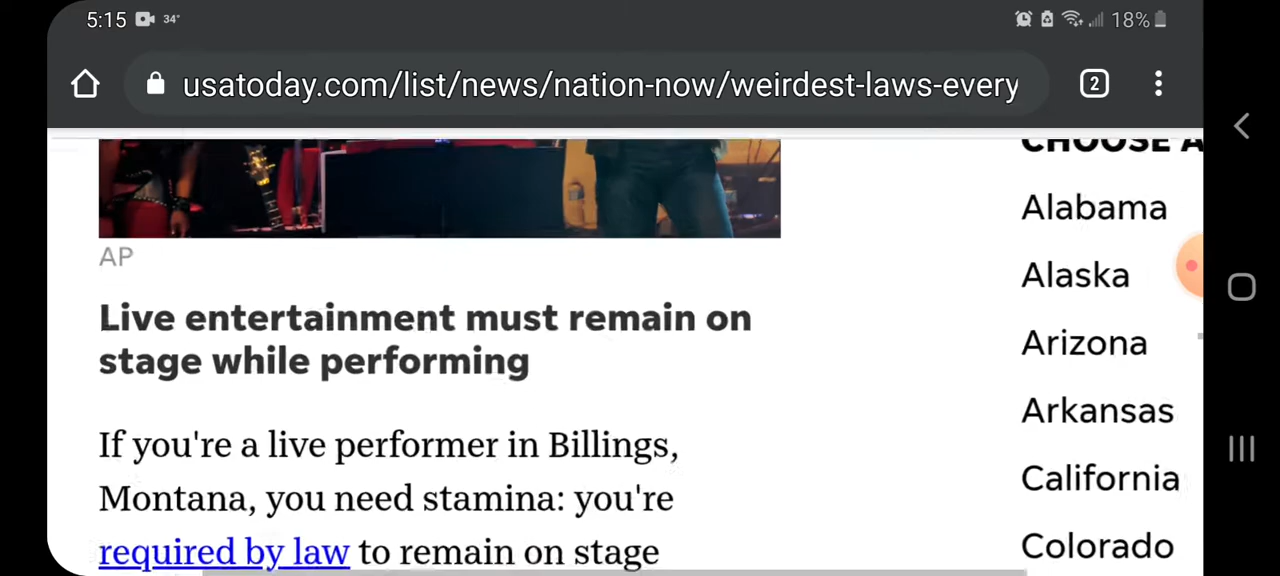 5:15 34°
18%
usatoday.com/list/news/nation-now/weirdest-laws-every
2
CHOOSE A
AP
Live entertainment must remain on
stage while performing
If you're a live performer in Billings,
Montana, you need stamina: you're
required by law to remain on stage
Alabama
Alaska
Arizona
Arkansas
California
Colorado